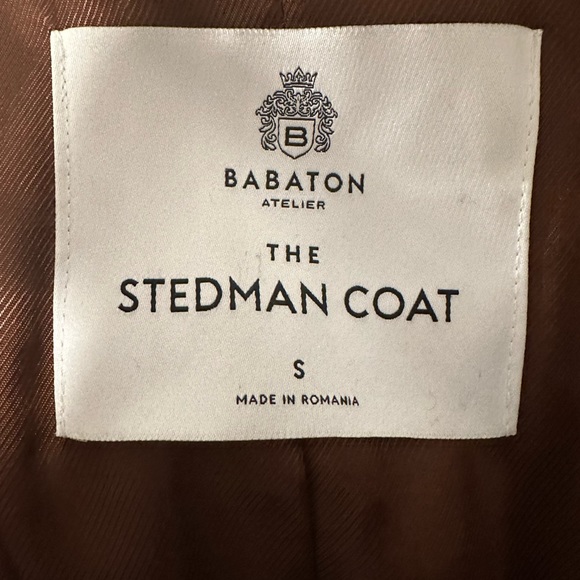 B
BABATON
ATELIER
THE
STEDMAN COAT
S
MADE IN ROMANIA